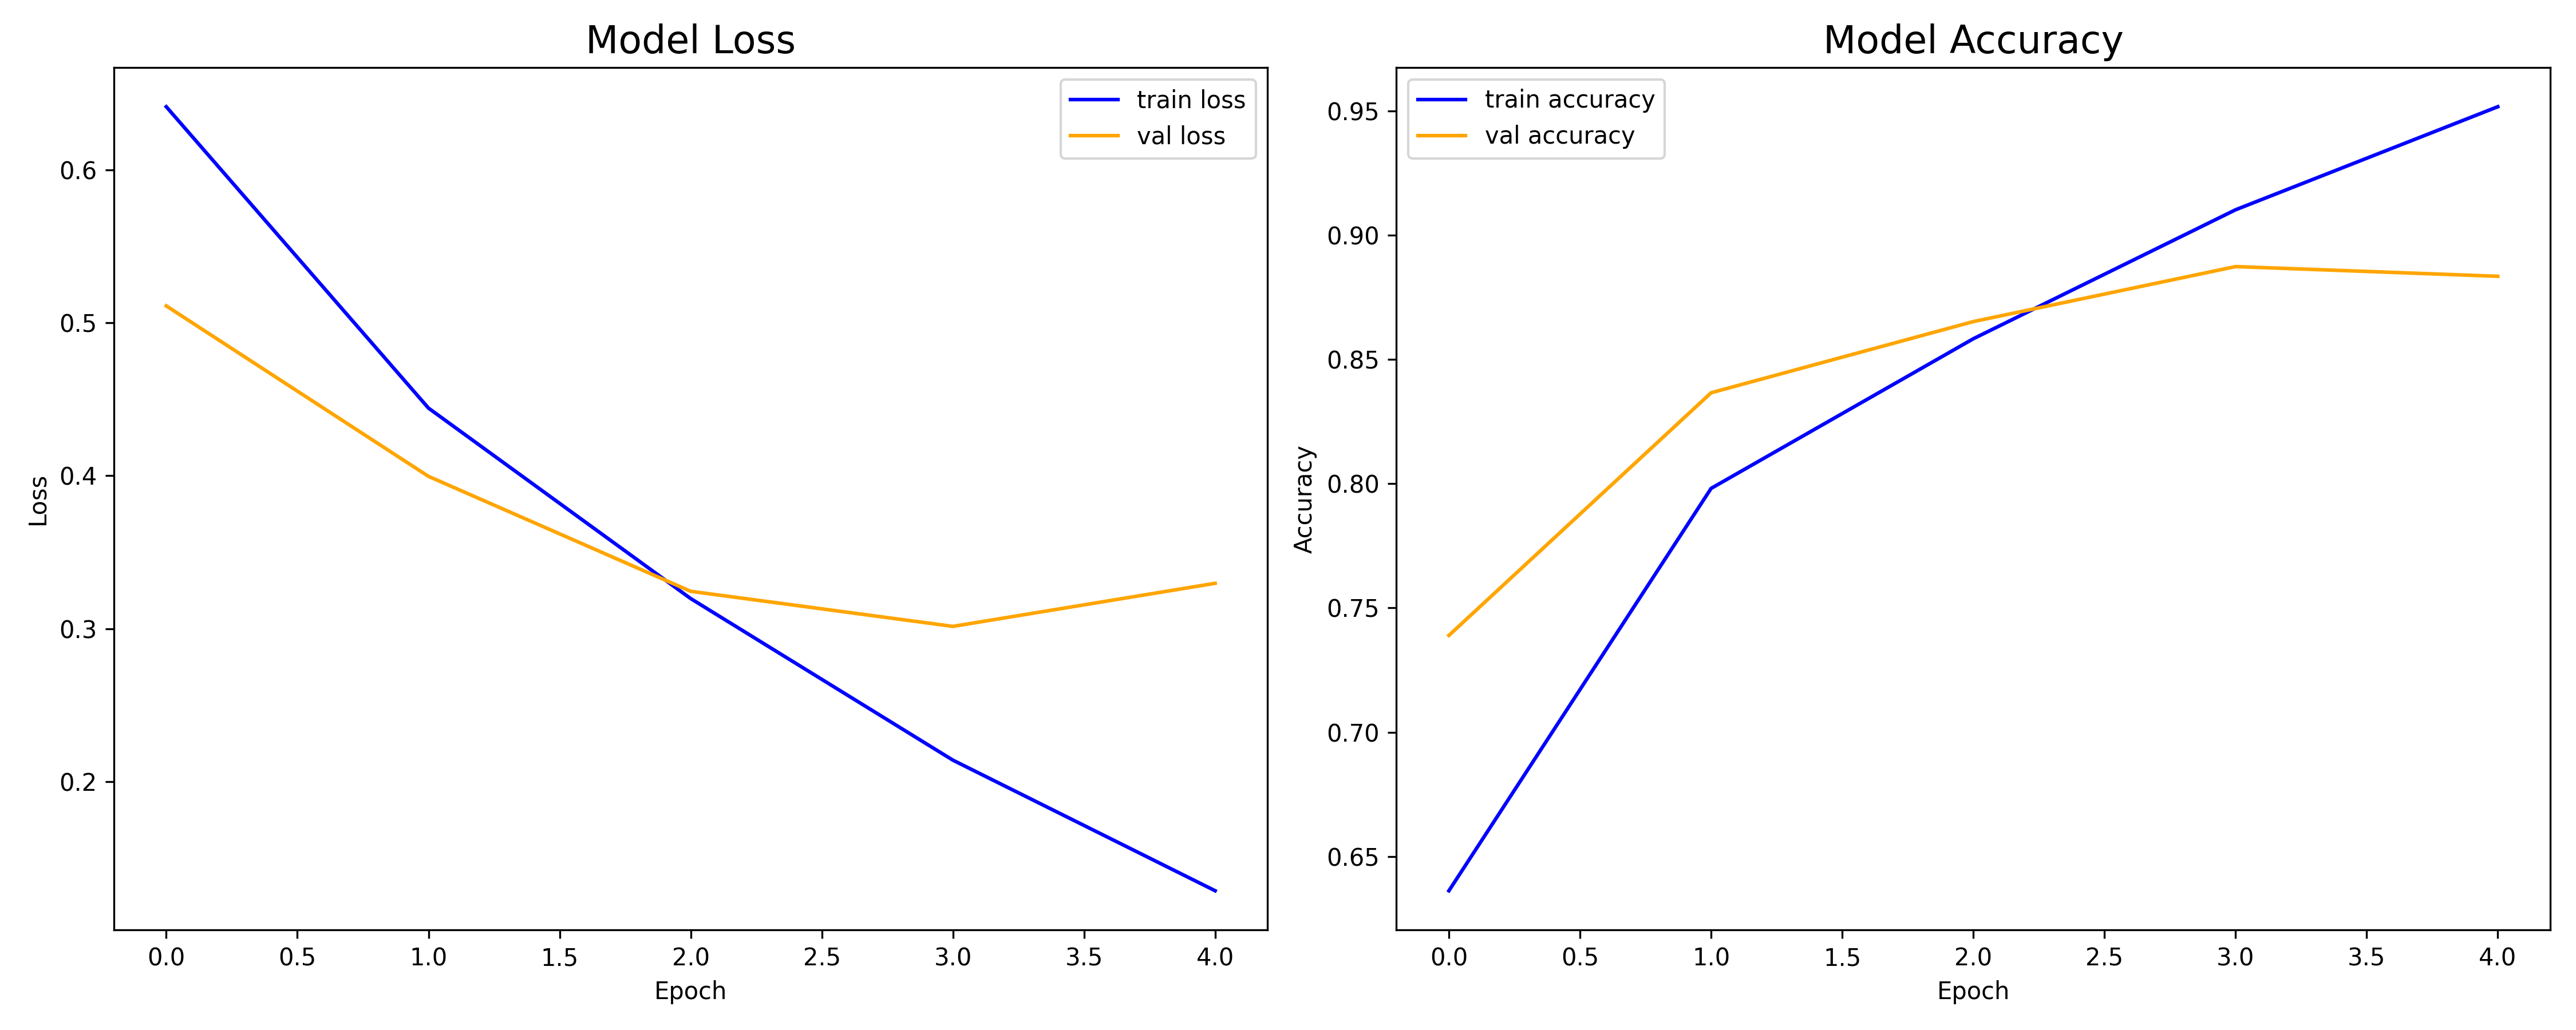 Model Loss
train loss
val loss
0.6
0.5
0.4
0.3
0.2
Loss
0.0 0.5 1.0 1.5 2.0 2.5 3.0 3.5 4.0
Epoch
Model Accuracy
train accuracy
val accuracy
0.95
0.90
0.85
0.80
0.75
0.70
0.65
Accuracy
0.0 0.5 1.0 1.5 2.0 2.5 3.0 3.5 4.0
Epoch